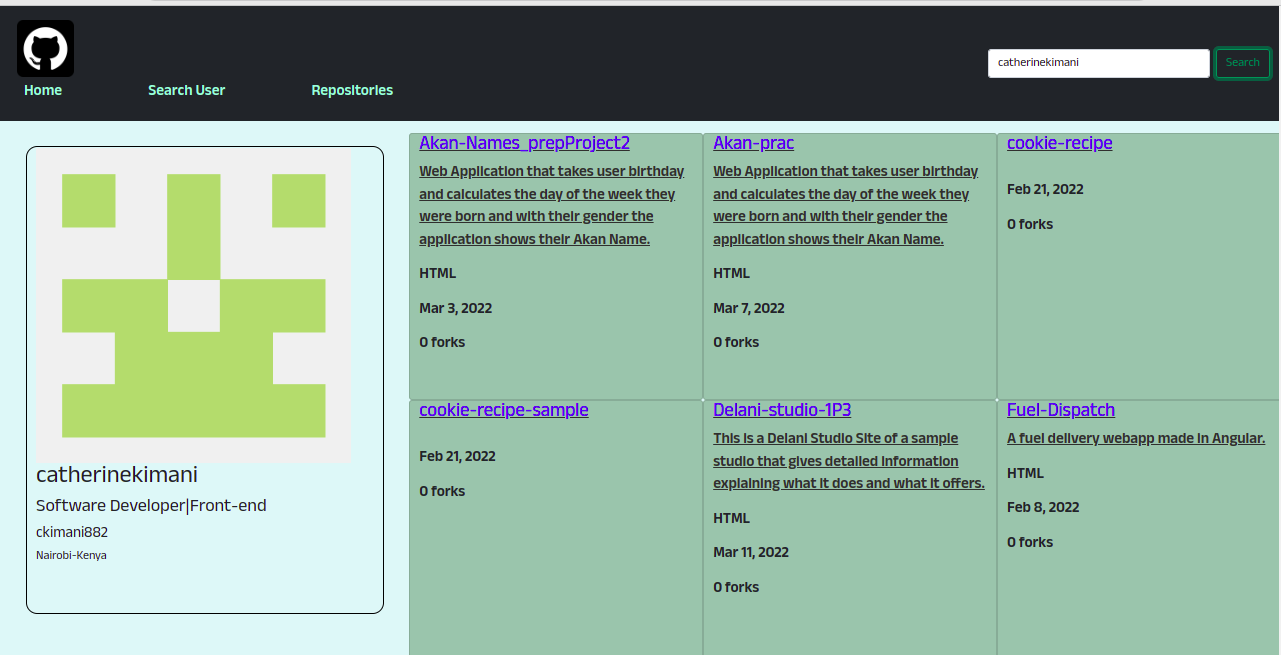 catherinekimani
Search
Home
Search User
Repositories
catherinekimani
Software Developer|Front-end
ckimani882
Nairobi-Kenya
Akan-Names_prepProject2
Web Application that takes user birthday
and calculates the day of the week they
were born and with their gender the
application shows their Akan Name.
HTML
Mar 3, 2022
0 forks
Akan-prac
Web Application that takes user birthday
and calculates the day of the week they
were born and with their gender the
application shows their Akan Name.
HTML
Mar 7, 2022
0 forks
cookie-recipe
Feb 21, 2022
0 forks
cookie-recipe-sample
Feb 21, 2022
0 forks
Delani-studio-1P3
This is a Delani Studio Site of a sample
studio that gives detailed information
explaining what it does and what it offers.
HTML
Mar 11, 2022
0 forks
Fuel-Dispatch
A fuel delivery webapp made in Angular.
HTML
Feb 8, 2022
0 forks